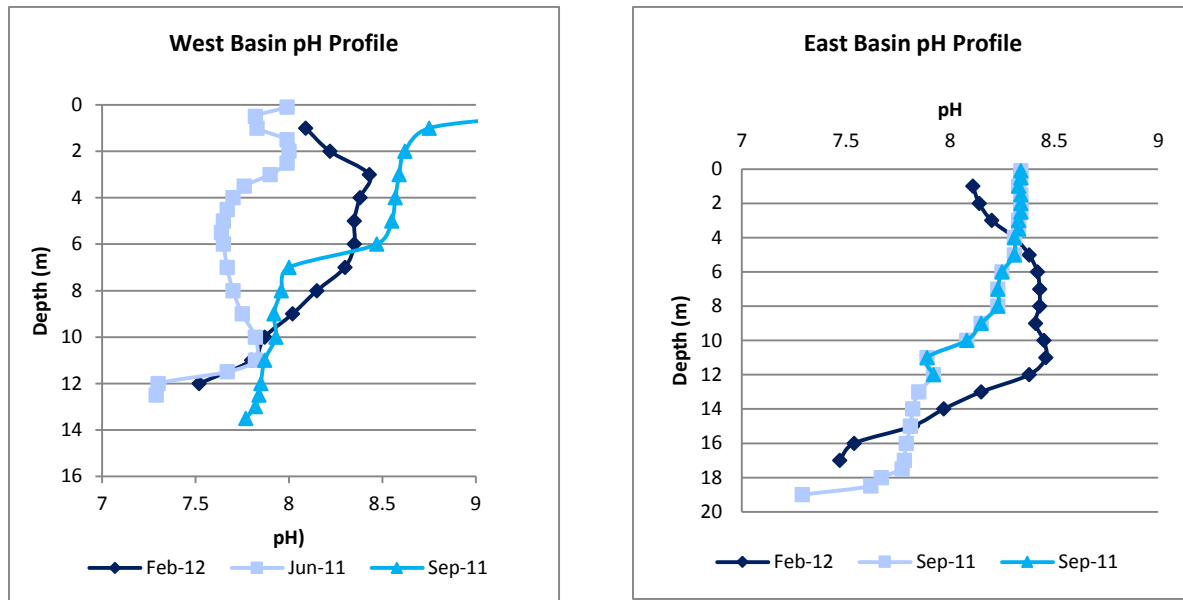 West Basin pH Profile
0
2
4
6
8
10
12
14
16
Depth (m)
7 7.5 8 8.5 9
pH)
Feb-12 Jun-11 Sep-11
East Basin pH Profile
pH
7 7.5 8 8.5 9
0
2
4
6
8
10
12
14
16
18
20
Depth (m)
Feb-12 Sep-11 Sep-11